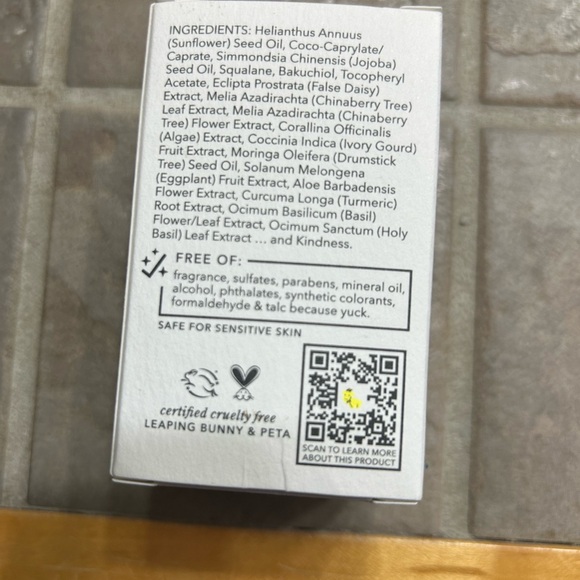 INGREDIENTS: Helianthus Annuus
(Sunflower) Seed Oil, Coco-Caprylate/
Caprate, Simmondsia Chinensis (Jojoba)
Seed Oil, Squalane, Bakuchiol, Tocopheryl
Acetate, Eclipta Prostrata (False Daisy)
Extract, Melia Azadirachta (Chinaberry Tree)
Leaf Extract, Melia Azadirachta (Chinaberry
Tree) Flower Extract, Corallina Officinalis
(Algae) Extract, Coccinia Indica (Ivory Gourd)
Fruit Extract, Moringa Oleifera (Drumstick
Tree) Seed Oil, Solanum Melongena
(Eggplant) Fruit Extract, Aloe Barbadensis
Flower Extract, Curcuma Longa (Turmeric)
Root Extract, Ocimum Basilicum (Basil)
Flower/Leaf Extract, Ocimum Sanctum (Holy
Basil) Leaf Extract ... and Kindness.
FREE OF:
fragrance, sulfates, parabens, mineral oil,
alcohol, phthalates, synthetic colorants,
formaldehyde & talc because yuck.
SAFE FOR SENSITIVE SKIN
certified cruelty free
LEAPING BUNNY & PETA
SCAN TO LEARN MORE
ABOUT THIS PRODUCT